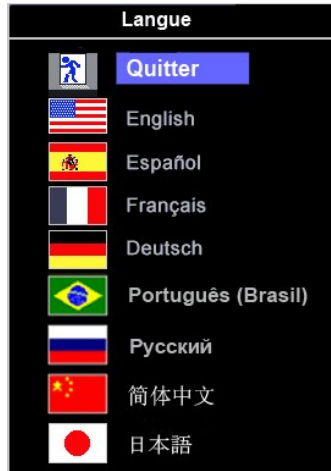 Langue
Quitter
English
Español
Français
Deutsch
Português (Brasil)
Русский
简体中文
日本語